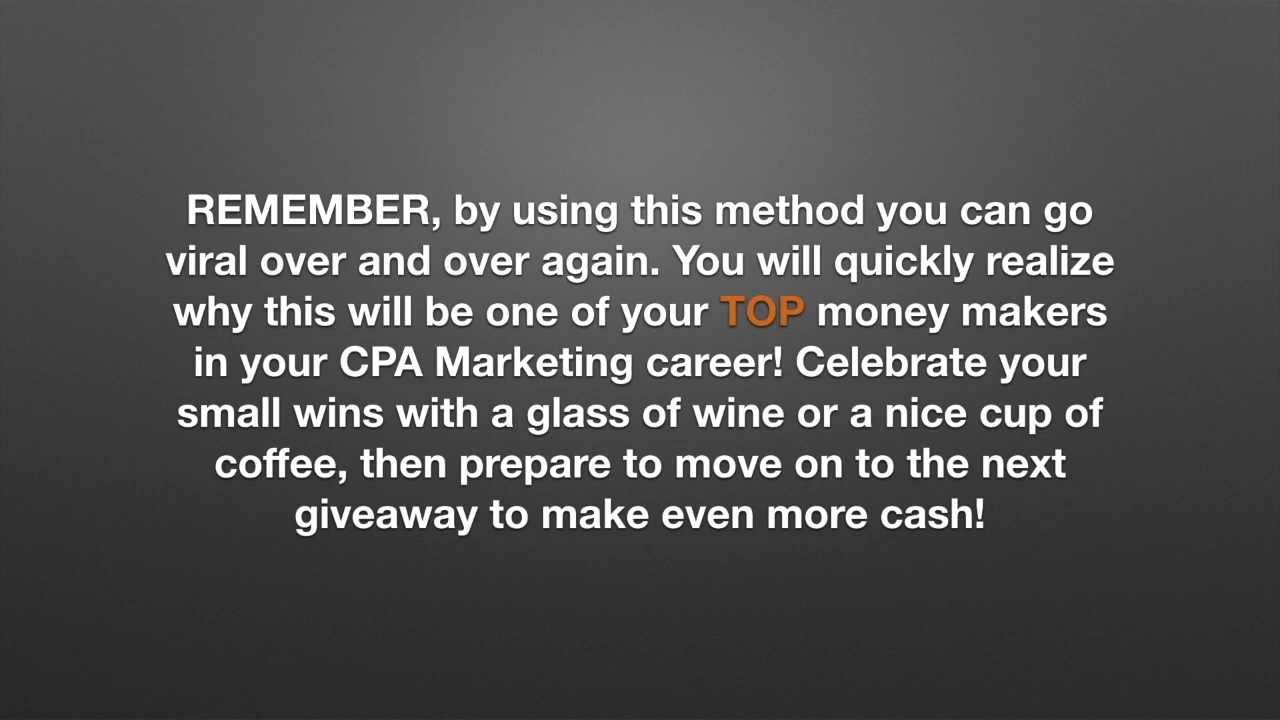 REMEMBER, by using this method you can go
viral over and over again. You will quickly realize
why this will be one of your TOP money makers
in your CPA Marketing career! Celebrate your
small wins with a glass of wine or a nice cup of
coffee, then prepare to move on to the next
giveaway to make even more cash!